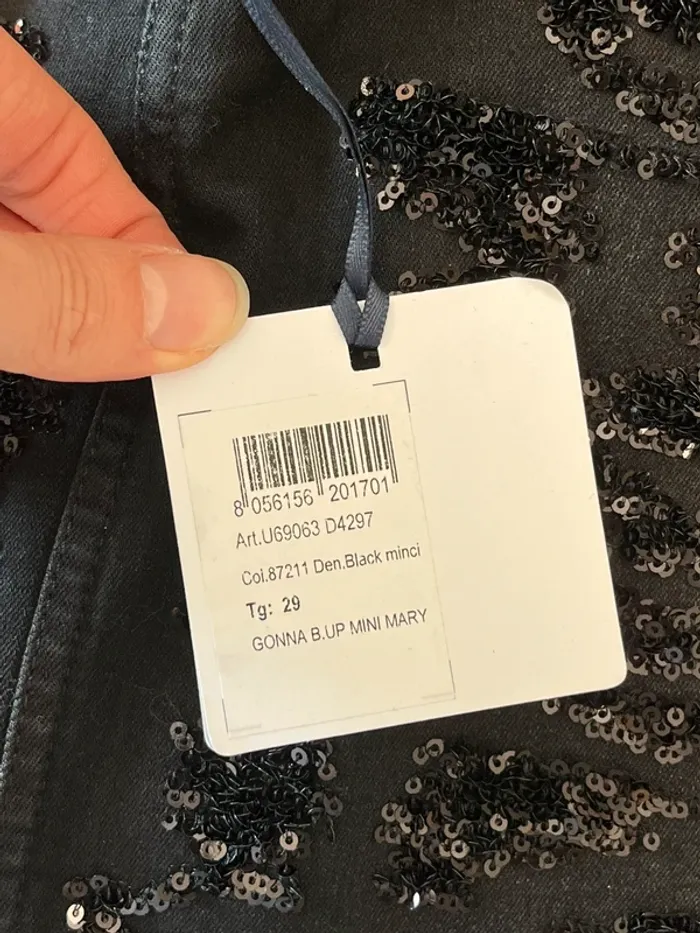 8 056156 201701
Art.U69063 D4297
Col.87211 Den.Black minci
Tg: 29
GONNA B.UP MINI MARY